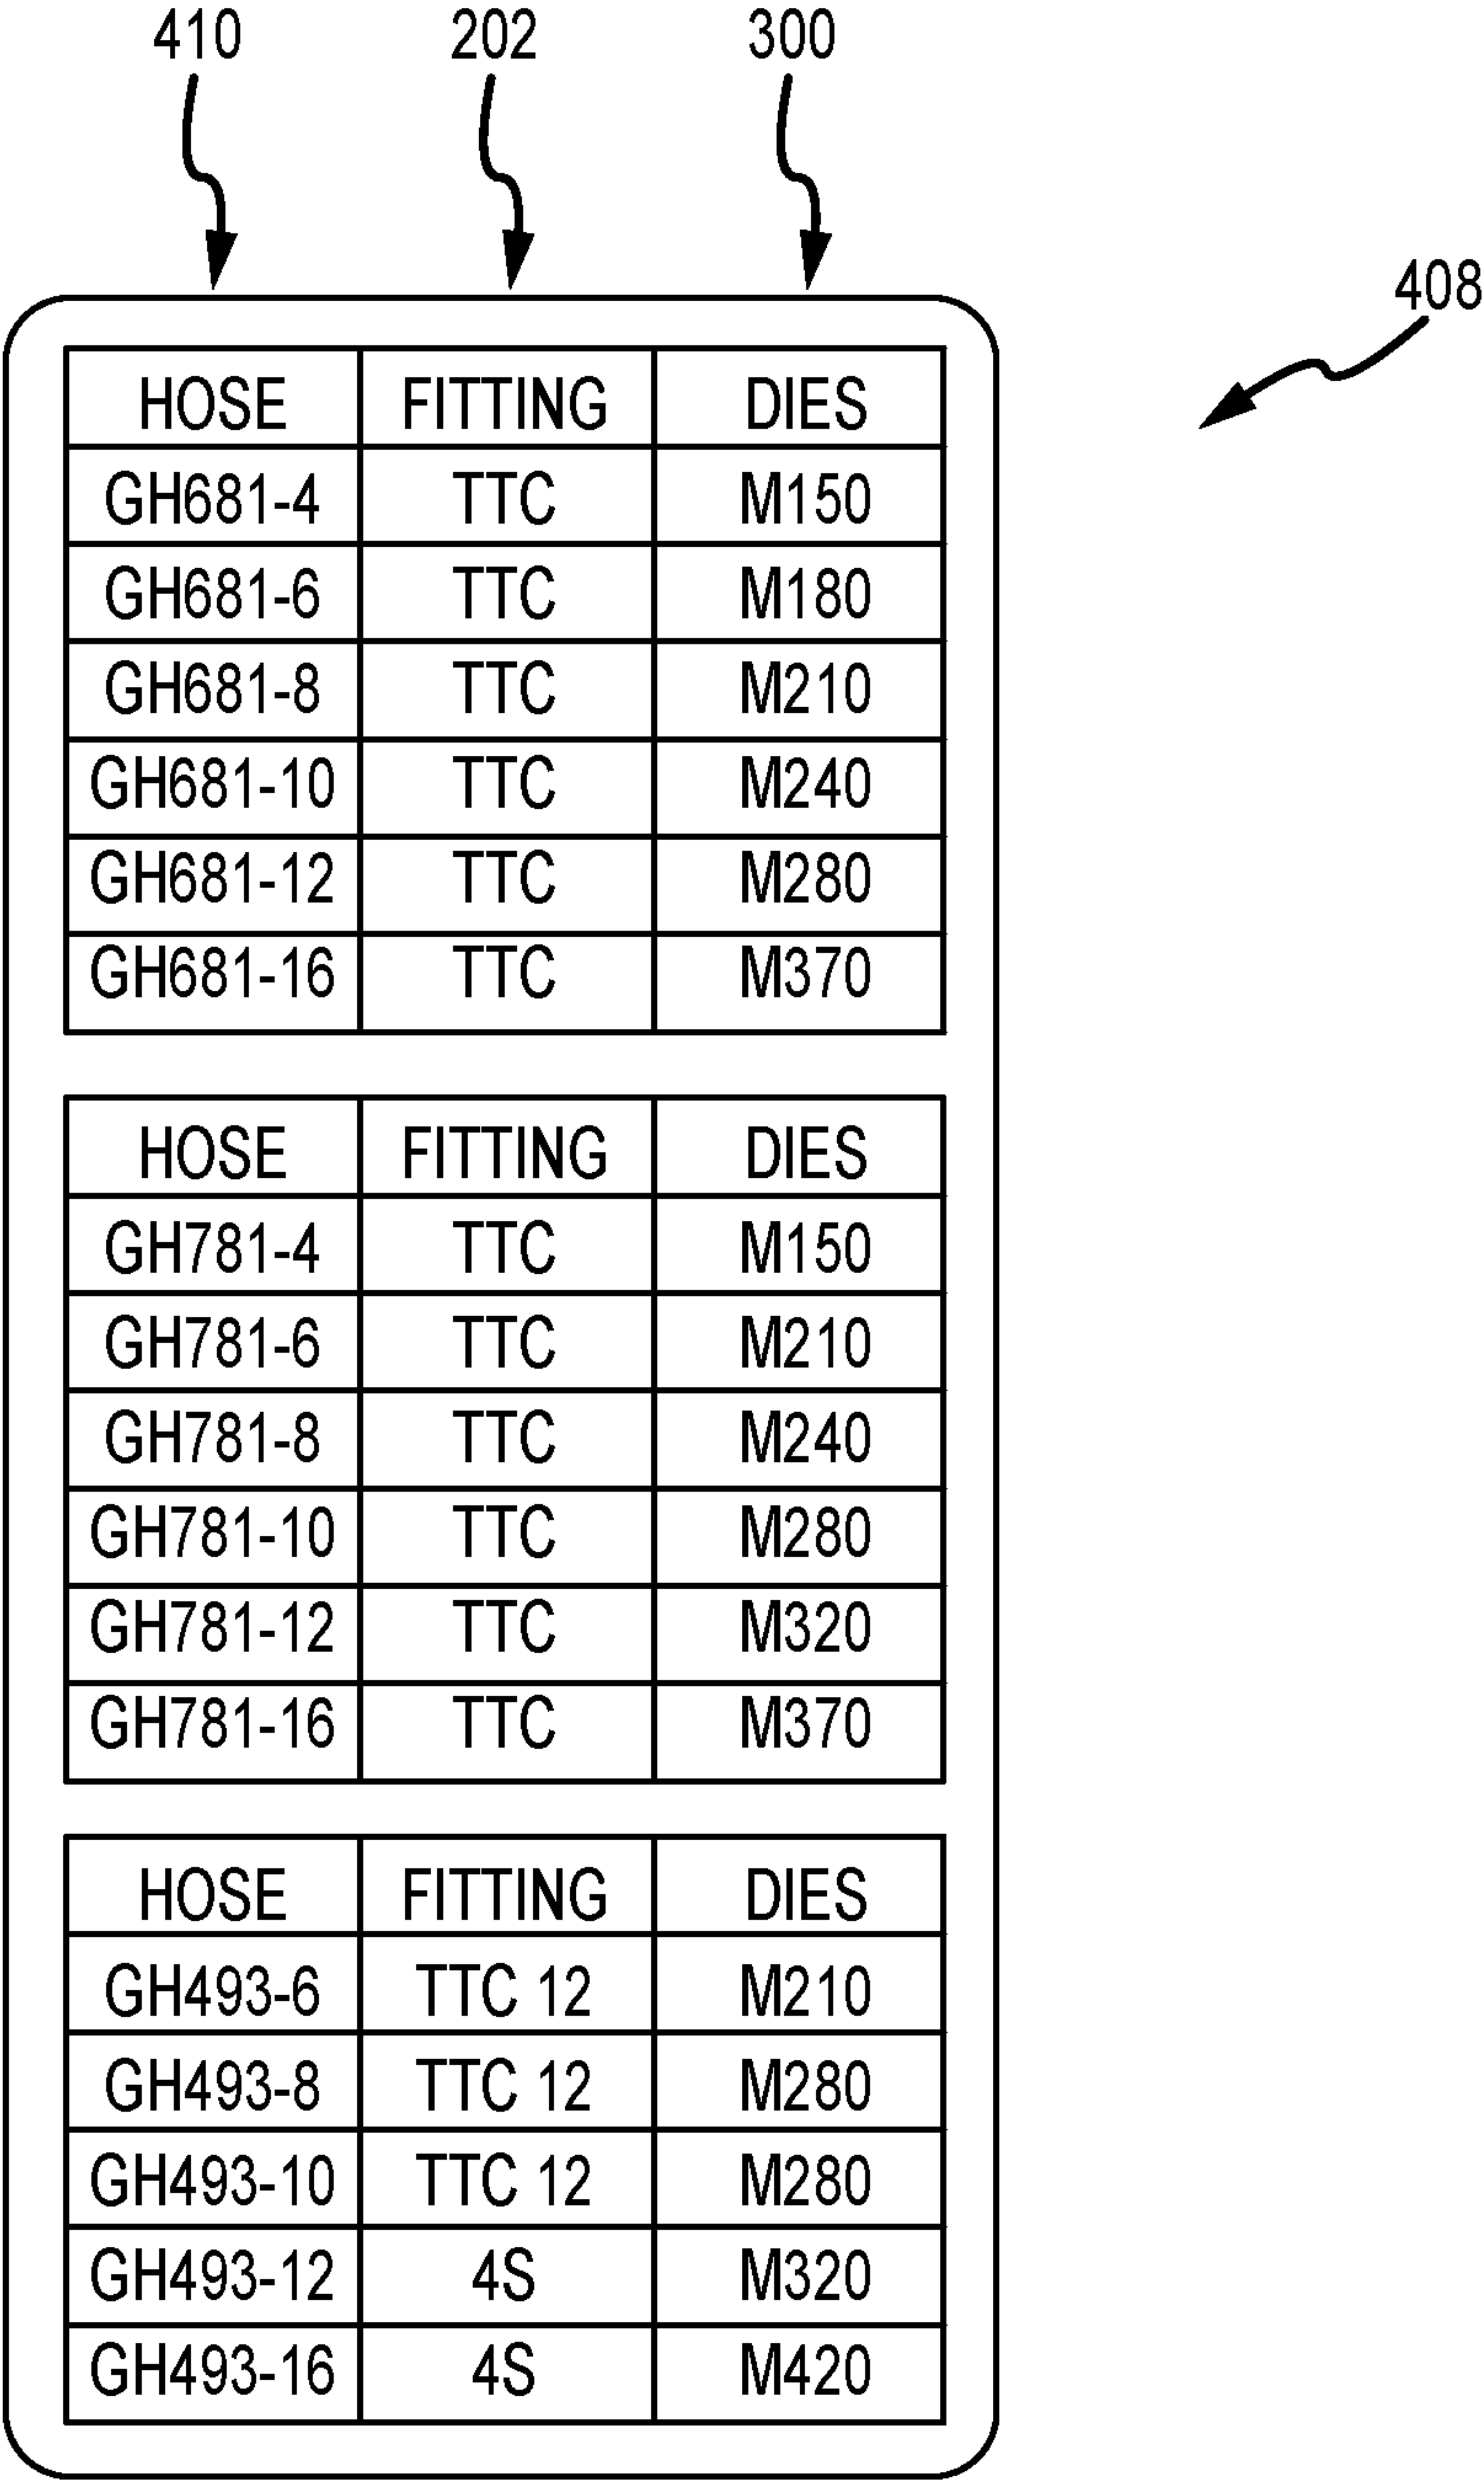 410 202 300
408
HOSE FITTING DIES
GH681-4 TTC M150
GH681-6 TTC M180
GH681-8 TTC M210
GH681-10 TTC M240
GH681-12 TTC M280
GH681-16 TTC M370
HOSE FITTING DIES
GH781-4 TTC M150
GH781-6 TTC M210
GH781-8 TTC M240
GH781-10 TTC M280
GH781-12 TTC M320
GH781-16 TTC M370
HOSE FITTING DIES
GH493-6 TTC 12 M210
GH493-8 TTC 12 M280
GH493-10 TTC 12 M280
GH493-12 4S M320
GH493-16 4S M420